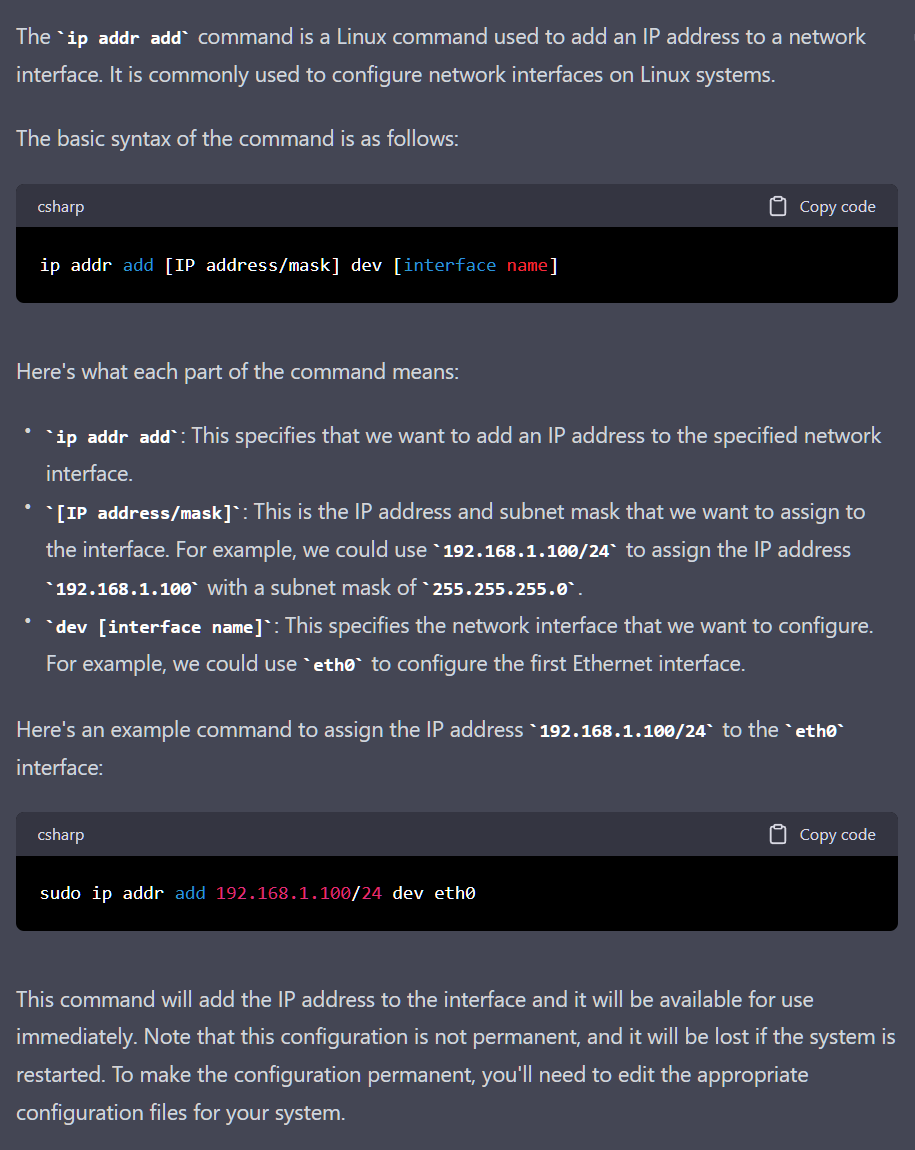 The `ip addr add` command is a Linux command used to add an IP address to a network
interface. It is commonly used to configure network interfaces on Linux systems.
The basic syntax of the command is as follows:
csharp Copy code
ip addr add [IP address/mask] dev [interface name]
Here's what each part of the command means:
• `ip addr add`: This specifies that we want to add an IP address to the specified network
interface.
• `[IP address/mask]`: This is the IP address and subnet mask that we want to assign to
the interface. For example, we could use `192.168.1.100/24` to assign the IP address
`192.168.1.100` with a subnet mask of `255.255.255.0`.
• `dev [interface name]`: This specifies the network interface that we want to configure.
For example, we could use `eth0` to configure the first Ethernet interface.
Here's an example command to assign the IP address `192.168.1.100/24` to the `eth0`
interface:
csharp Copy code
sudo ip addr add 192.168.1.100/24 dev eth0
This command will add the IP address to the interface and it will be available for use
immediately. Note that this configuration is not permanent, and it will be lost if the system is
restarted. To make the configuration permanent, you'll need to edit the appropriate
configuration files for your system.